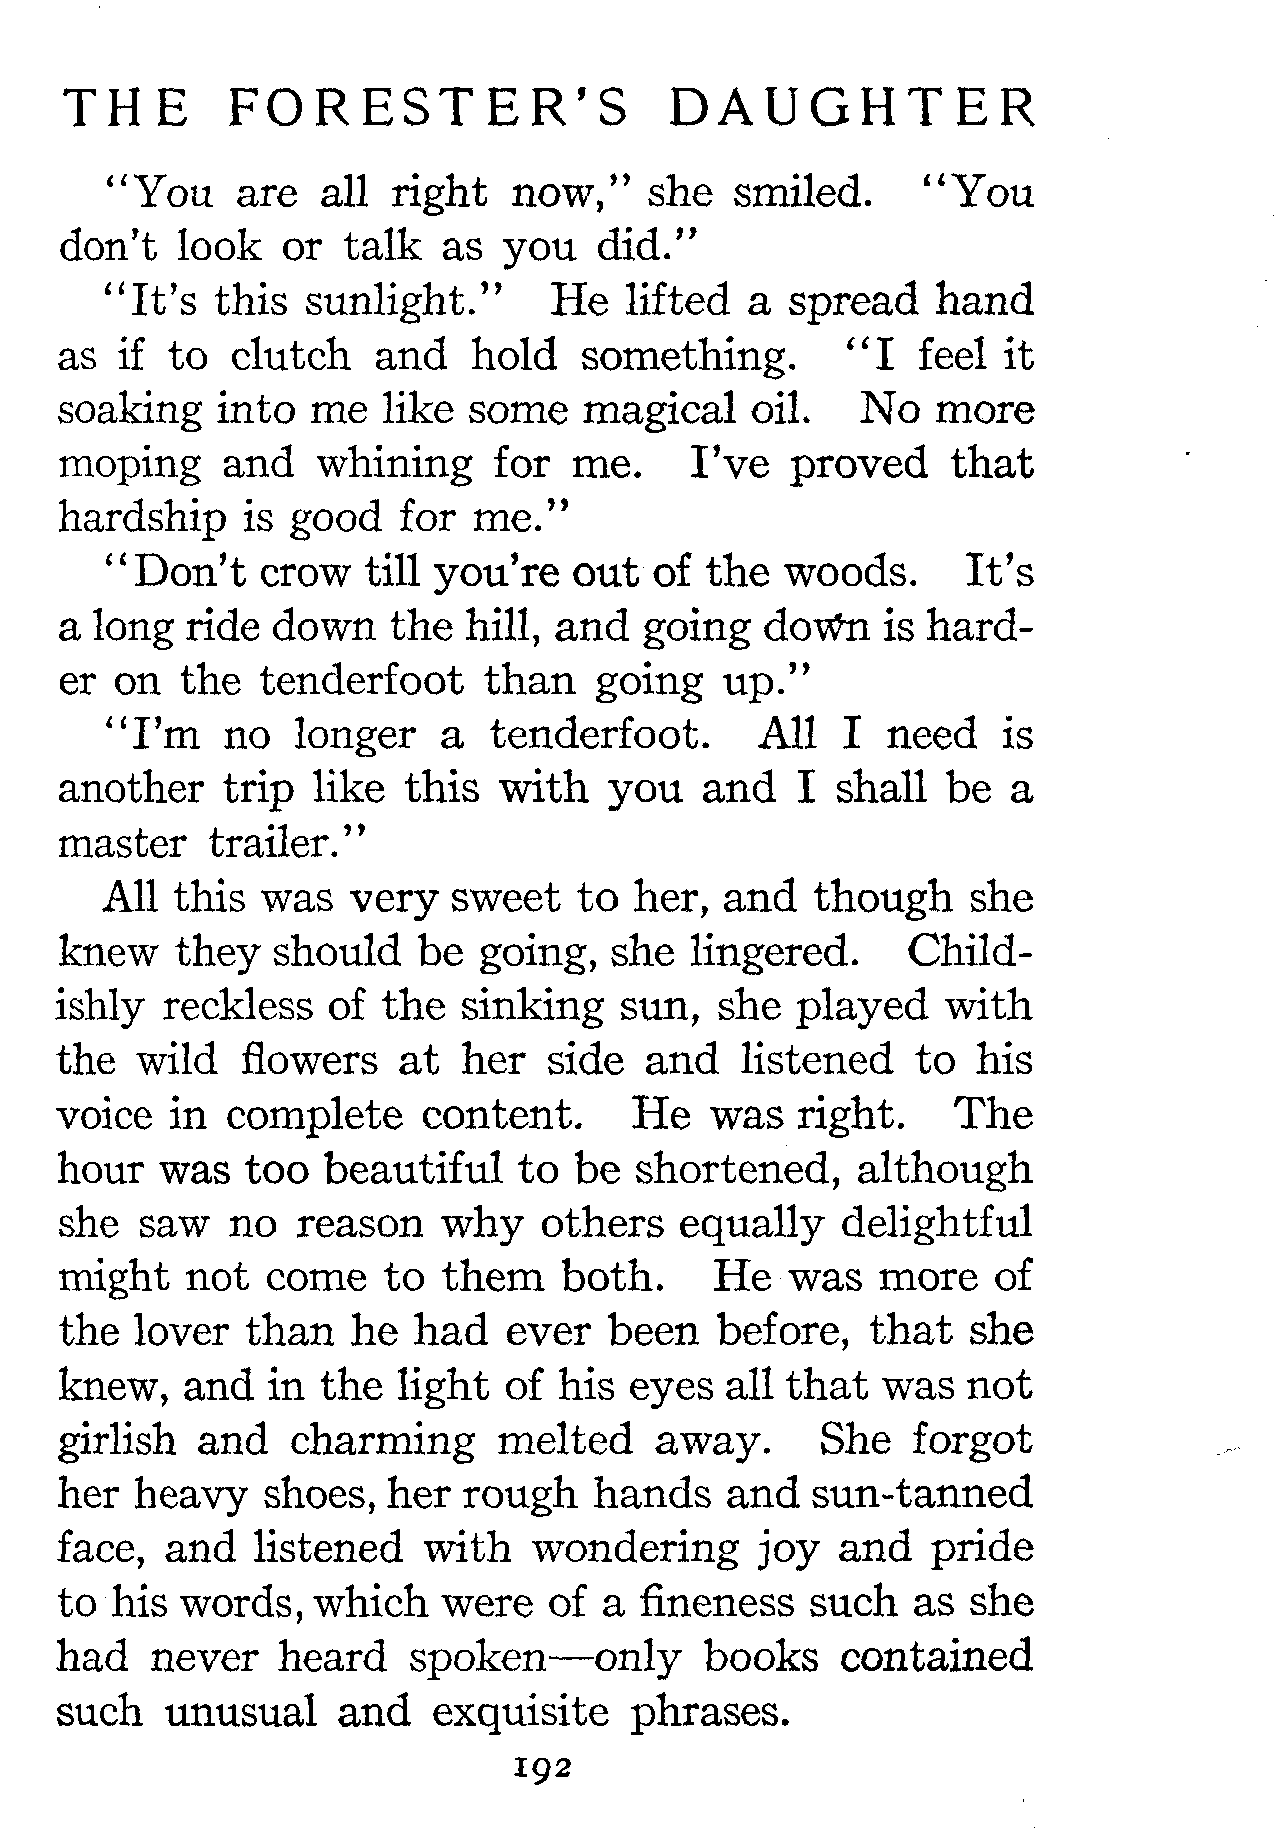 THE FORESTER'S DAUGHTER
"You are all right now," she smiled. "You
don't look or talk as you did."
"It's this sunlight." He lifted a spread hand
as if to clutch and hold something. "I feel it
soaking into me like some magical oil. No more
moping and whining for me. I've proved that
hardship is good for me."
"Don't crow till you're out of the woods. It's
a long ride down the hill, and going down is hard-
er on the tenderfoot than going up."
"I'm no longer a tenderfoot. All I need is
another trip like this with you and I shall be a
master trailer."
All this was very sweet to her, and though she
knew they should be going, she lingered. Child-
ishly reckless of the sinking sun, she played with
the wild flowers at her side and listened to his
voice in complete content. He was right. The
hour was too beautiful to be shortened, although
she saw no reason why others equally delightful
might not come to them both. He was more of
the lover than he had ever been before, that she
knew, and in the light of his eyes all that was not
girlish and charming melted away. She forgot
her heavy shoes, her rough hands and sun-tanned
face, and listened with wondering joy and pride
to his words, which were of a fineness such as she
had never heard spoken—only books contained
such unusual and exquisite phrases.
192